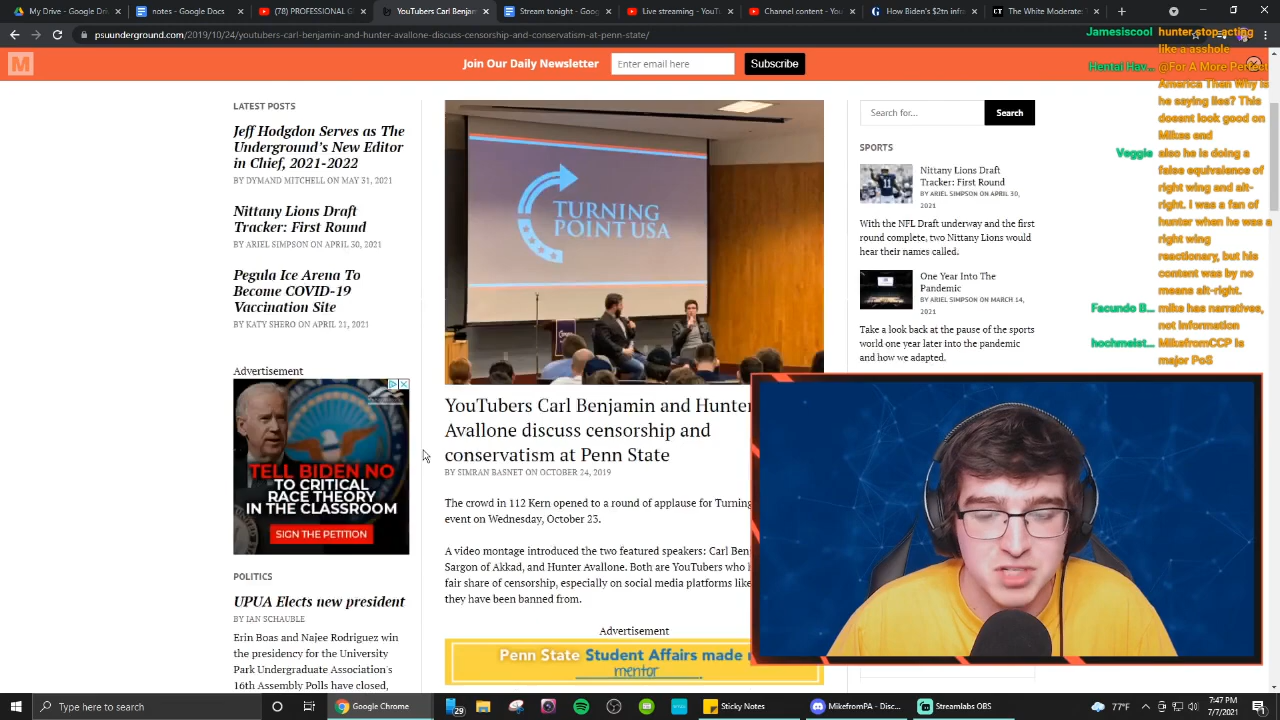 My Drive - Google Dri
notes - Google Docs
(78) PROFESSIONAL G
YouTubers Carl Benja
Stream tonight - Goog
Live streaming - YouTu
Channel content - You
How Biden's $2tn infr
The White Moderate:
psuunderground.com/2019/10/24/youtubers-carl-benjamin-and-hunter-avallone-discuss-censorship-and-conservatism-at-penn-state/
M
Join Our Daily Newsletter
Enter email here
Subscribe
LATEST POSTS
Jeff Hodgdon Serves as The
Underground's New Editor
in Chief, 2021-2022
BY DYMAND MITCHELL ON MAY 31, 2021
Nittany Lions Draft
Tracker: First Round
BY ARIEL SIMPSON ON APRIL 30, 2021
Pegula Ice Arena To
Become COVID-19
Vaccination Site
BY KATY SHERO ON APRIL 21, 2021
Advertisement
TELL BIDEN NO
TO CRITICAL
RACE THEORY
IN THE CLASSROOM
SIGN THE PETITION
POLITICS
UPUA Elects new president
BY IAN SCHAUBLE
Erin Boas and Najee Rodriguez win
the presidency for the University
Park Undergraduate Association's
16th Assembly Polls have closed,
TURNING
POINT USA
YouTubers Carl Benjamin and Hunter
Avallone discuss censorship and
conservatism at Penn State
BY SIMRAN BASNET ON OCTOBER 24, 2019
The crowd in 112 Kern opened to a round of applause for Turning
event on Wednesday, October 23.
A video montage introduced the two featured speakers: Carl Ben
Sargon of Akkad, and Hunter Avallone. Both are YouTubers who
fair share of censorship, especially on social media platforms like
they have been banned from.
Advertisement
Penn State Student Affairs made
mentor
Search for...
Search
SPORTS
Nittany Lions Draft
Tracker: First Round
BY ARIEL SIMPSON ON APRIL 30,
2021
With the NFL Draft underway and the first
round complete, two Nittany Lions would
hear their names called.
One Year Into The
Pandemic
BY ARIEL SIMPSON ON MARCH 14,
2021
Take a look back at the pause of the sports
world one year later into the pandemic
and how we adapted.
Jamesiscool hunter stop acting
like a asshole
Hentai Hav... @For A More Perfect
America Then Why is
he saying lies? This
doesnt look good on
Mikes end
Veggie also he is doing a
false equivalence of
right wing and alt-
right. I was a fan of
hunter when he was a
right wing
reactionary, but his
content was by no
means alt-right.
Facundo B... mike has narratives,
not information
hochmeist... MikefromCCP is
major PoS
Type here to search
Google Chrome
29
Sticky Notes
MikefromPA - Disc...
Streamlabs OBS
77°F
7:47 PM
7/7/2021